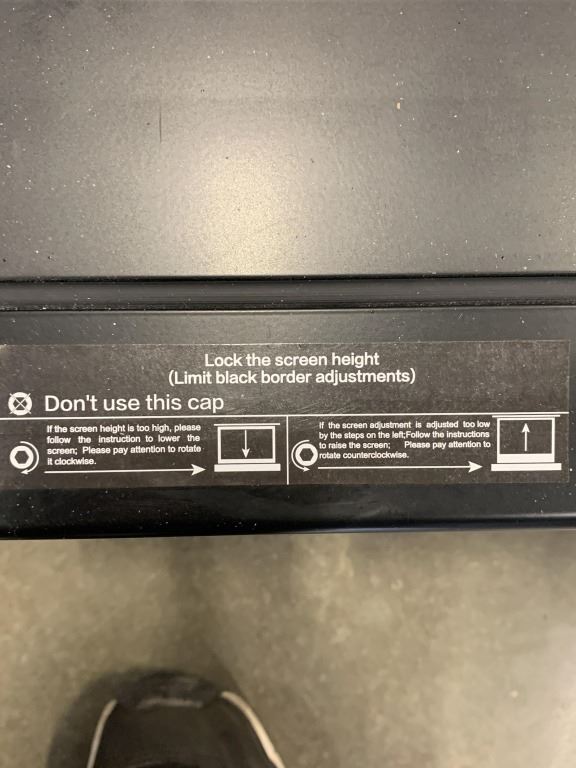 Lock the screen height
(Limit black border adjustments)
Don't use this cap
If the screen height is too high, please
follow the instruction to lower the
screen; Please pay attention to rotate
it clockwise.
If the screen adjustment is adjusted too low
by the steps on the left;Follow the instructions
to raise the screen; Please pay attention to
rotate counterclockwise.